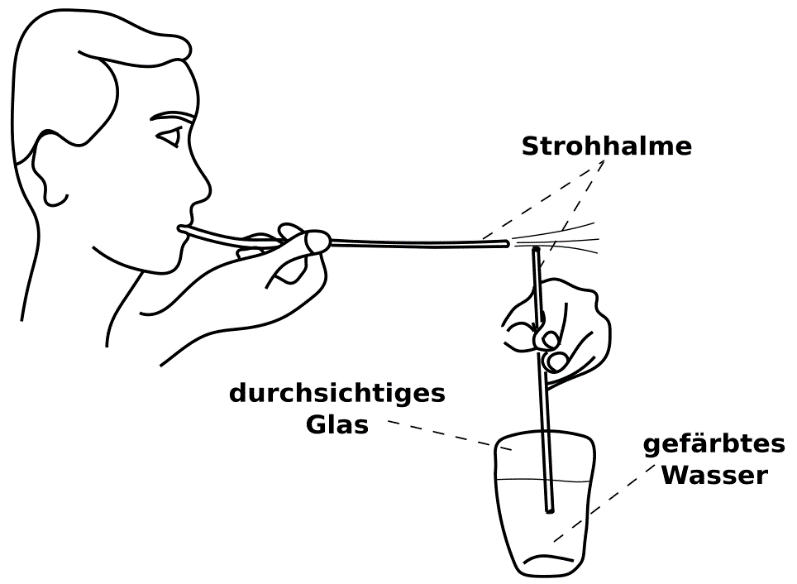 Strohhalme
durchsichtiges
Glas
gefärbtes
Wasser